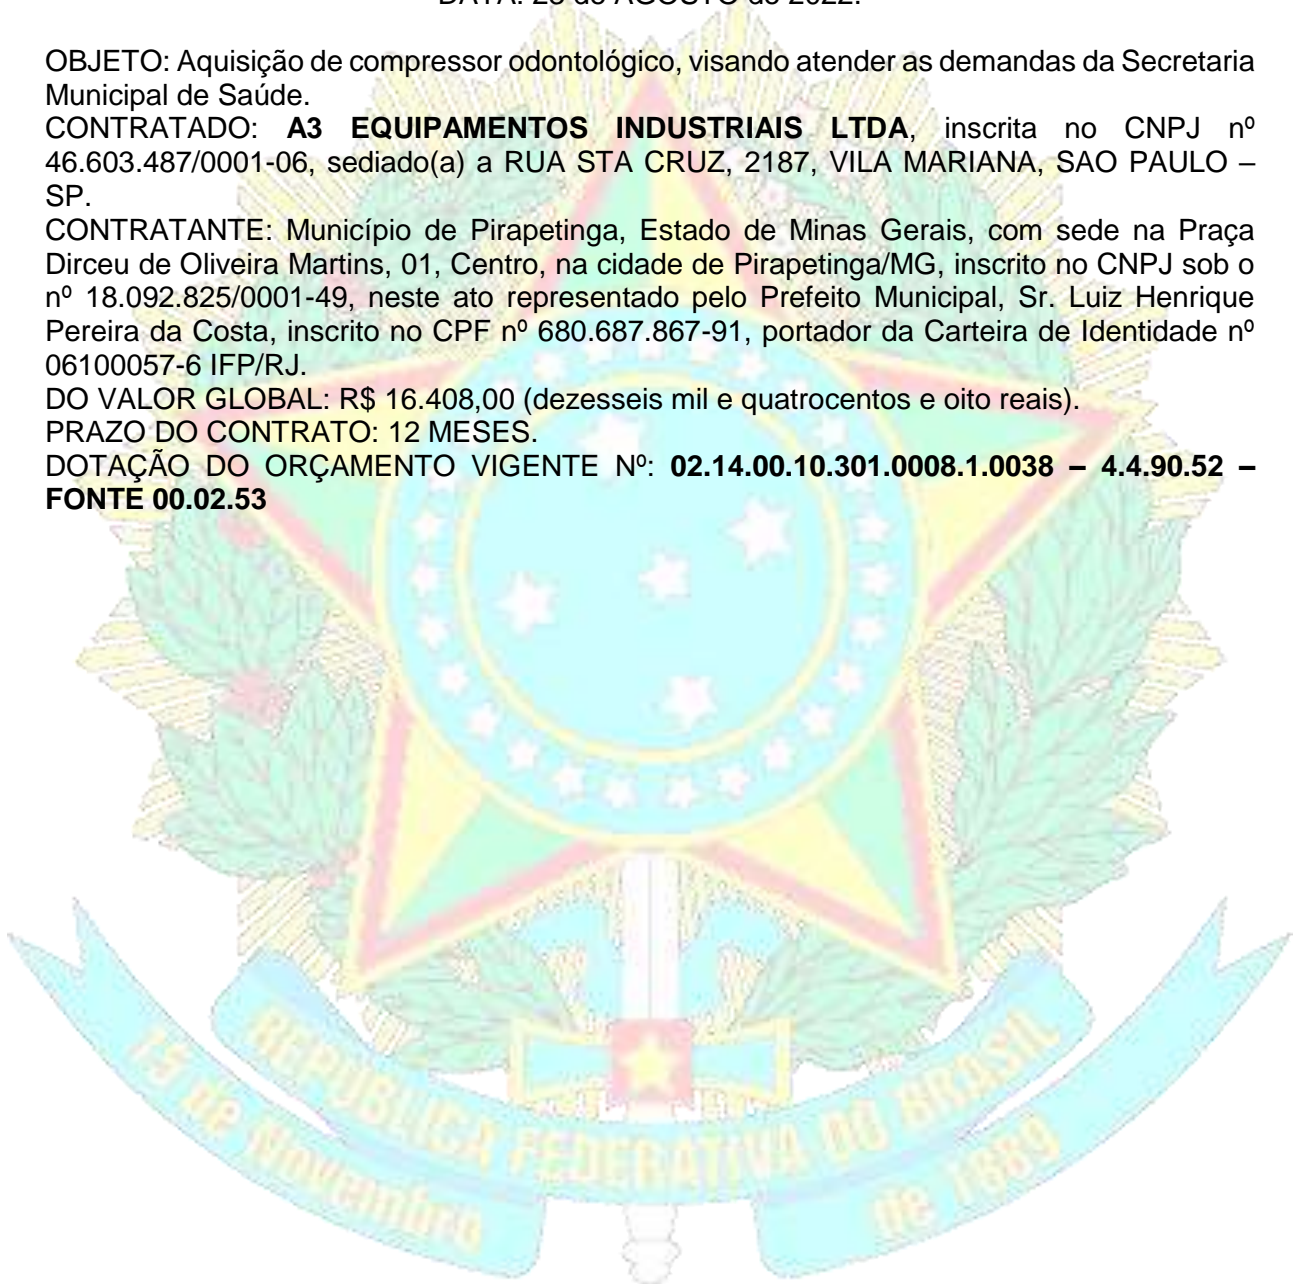 OBJETO: Aquisição de compressor odontológico, visando atender as demandas da Secretaria
Municipal de Saúde.
CONTRATADO: A3 EQUIPAMENTOS INDUSTRIAIS LTDA, inscrita no CNPJ nº
46.603.487/0001-06, sediado(a) a RUA STA CRUZ, 2187, VILA MARIANA, SAO PAULO –
SP.
CONTRATANTE: Município de Pirapetinga, Estado de Minas Gerais, com sede na Praça
Dirceu de Oliveira Martins, 01, Centro, na cidade de Pirapetinga/MG, inscrito no CNPJ sob o
nº 18.092.825/0001-49, neste ato representado pelo Prefeito Municipal, Sr. Luiz Henrique
Pereira da Costa, inscrito no CPF nº 680.687.867-91, portador da Carteira de Identidade nº
06100057-6 IFP/RJ.
DO VALOR GLOBAL: R$ 16.408,00 (dezesseis mil e quatrocentos e oito reais).
PRAZO DO CONTRATO: 12 MESES.
DOTAÇÃO DO ORÇAMENTO VIGENTE Nº: 02.14.00.10.301.0008.1.0038 – 4.4.90.52 –
FONTE 00.02.53
REPÚBLICA FEDERATIVA DO BRASIL
15 de Novembro
de 1889